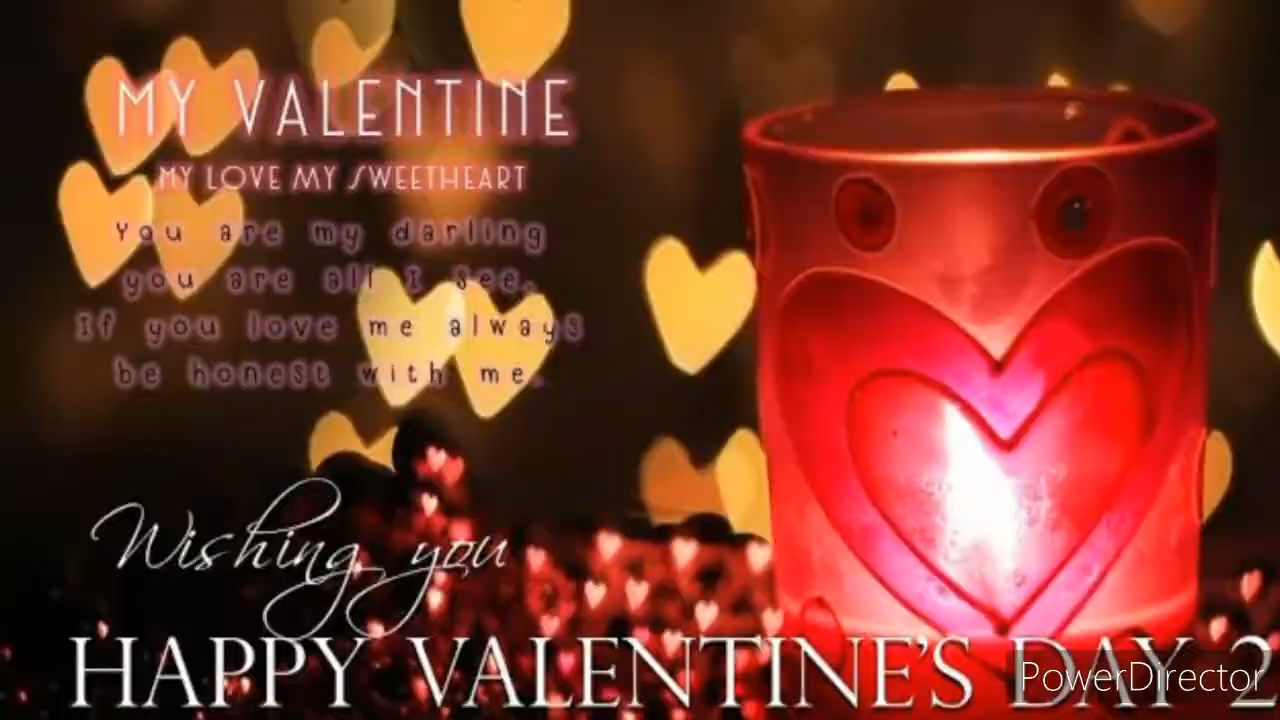 MY VALENTINE
MY LOVE MY SWEETHEART
You are my darling
you are all I see.
If you love me always
be honest with me.
Wishing you
HAPPY VALENTINE'S DAY 2
PowerDirector